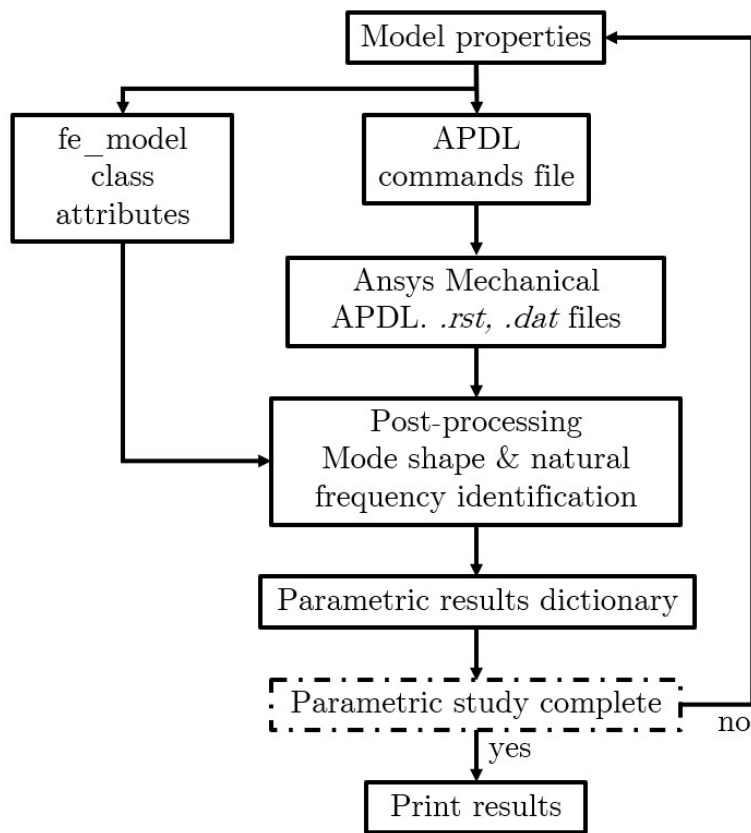 Model properties
fe_model
class
attributes
APDL
commands file
Ansys Mechanical
APDL. .rst, .dat files
Post-processing
Mode shape & natural
frequency identification
Parametric results dictionary
Parametric study complete
no
yes
Print results